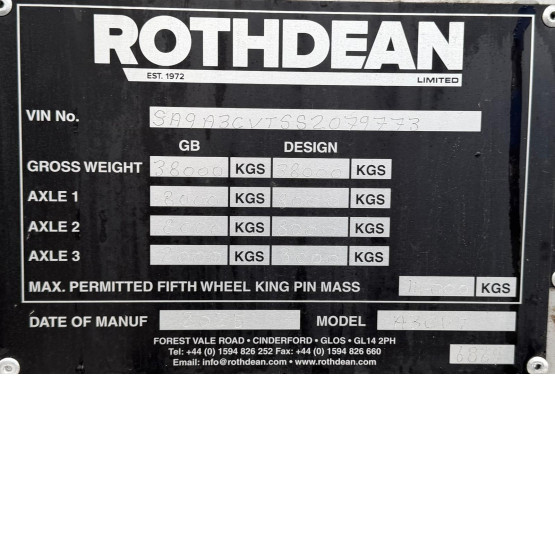 ROTHDEAN
EST. 1972
LIMITED
VIN No. SA9A3CVT6S2079773
GB DESIGN
GROSS WEIGHT 38000 KGS 38000 KGS
AXLE 1 KGS KGS
AXLE 2 KGS KGS
AXLE 3 KGS KGS
MAX. PERMITTED FIFTH WHEEL KING PIN MASS KGS
DATE OF MANUF MODEL
FOREST VALE ROAD • CINDERFORD • GLOS • GL14 2PH
Tel: +44 (0) 1594 826 252 Fax: +44 (0) 1594 826 660
Email: info@rothdean.com • www.rothdean.com